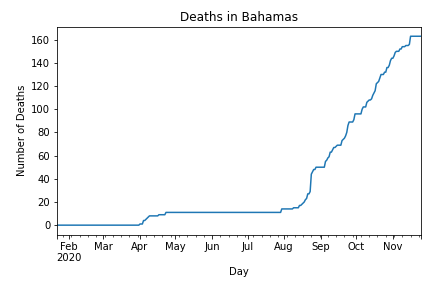 Deaths in Bahamas
Number of Deaths
160
140
120
100
80
60
40
20
0
Feb Mar Apr May Jun Jul Aug Sep Oct Nov
2020
Day